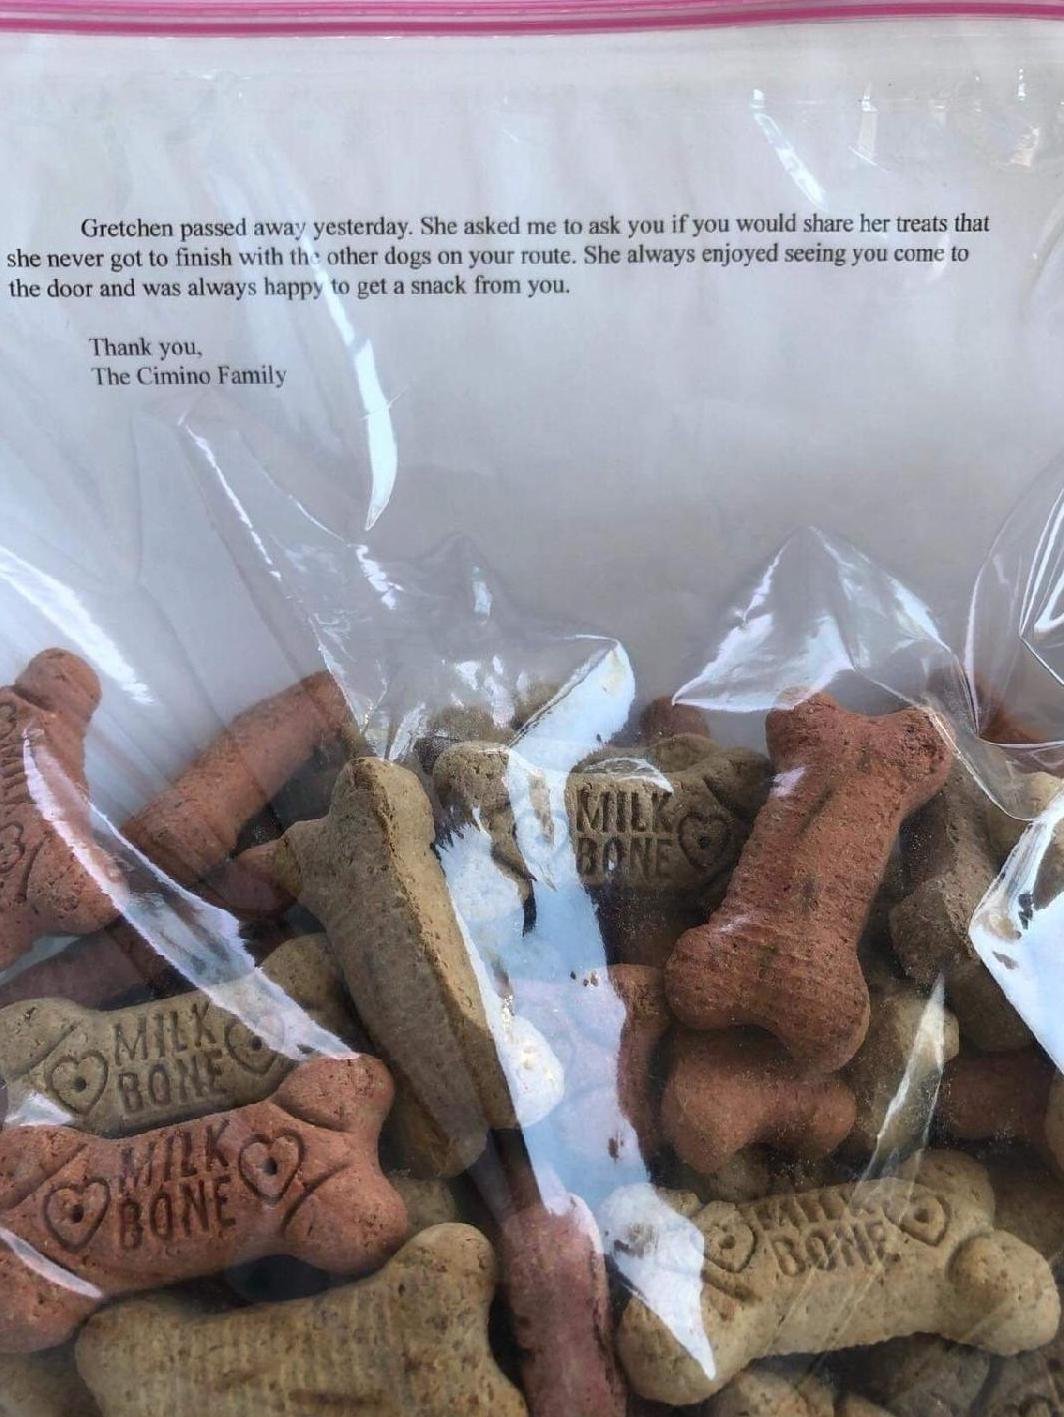 Gretchen passed away yesterday. She asked me to ask you if you would share her treats that
she never got to finish with the other dogs on your route. She always enjoyed seeing you come to
the door and was always happy to get a snack from you.
Thank you,
The Cimino Family
MILK
BONE
MILK
BONE
MILK
BONE
MILK
BONE